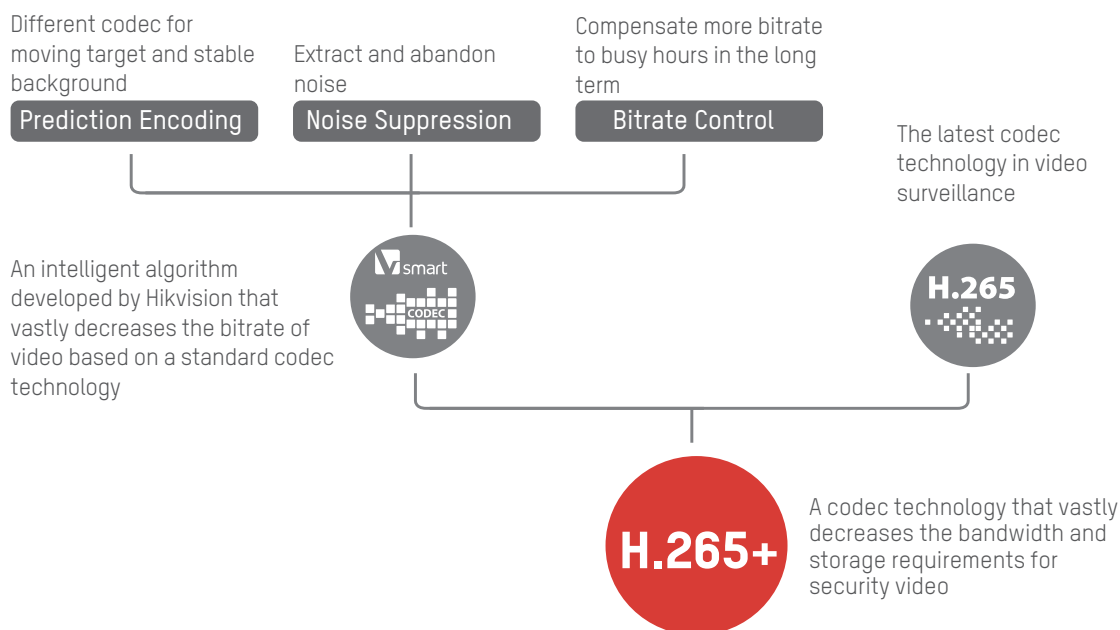 Different codec for
moving target and stable
background
Prediction Encoding
Extract and abandon
noise
Noise Suppression
Compensate more bitrate
to busy hours in the long
term
Bitrate Control
The latest codec
technology in video
surveillance
An intelligent algorithm
developed by Hikvision that
vastly decreases the bitrate of
video based on a standard codec
technology
V smart
CODEC
H.265
H.265+
A codec technology that vastly
decreases the bandwidth and
storage requirements for
security video